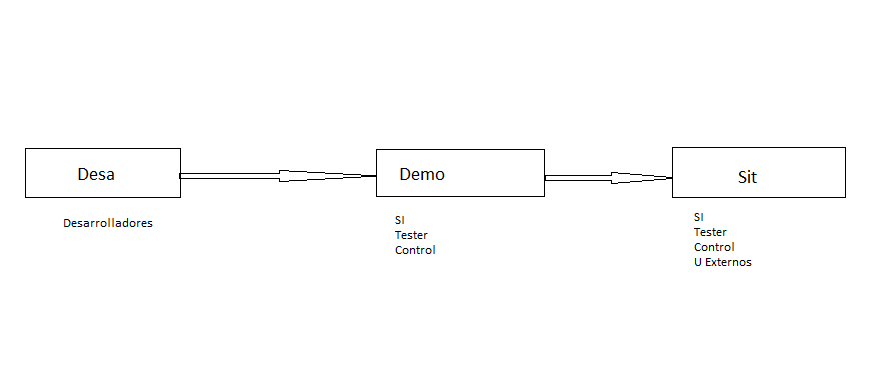 Desa
Desarrolladores
Demo
SI
Tester
Control
Sit
SI
Tester
Control
U Externos